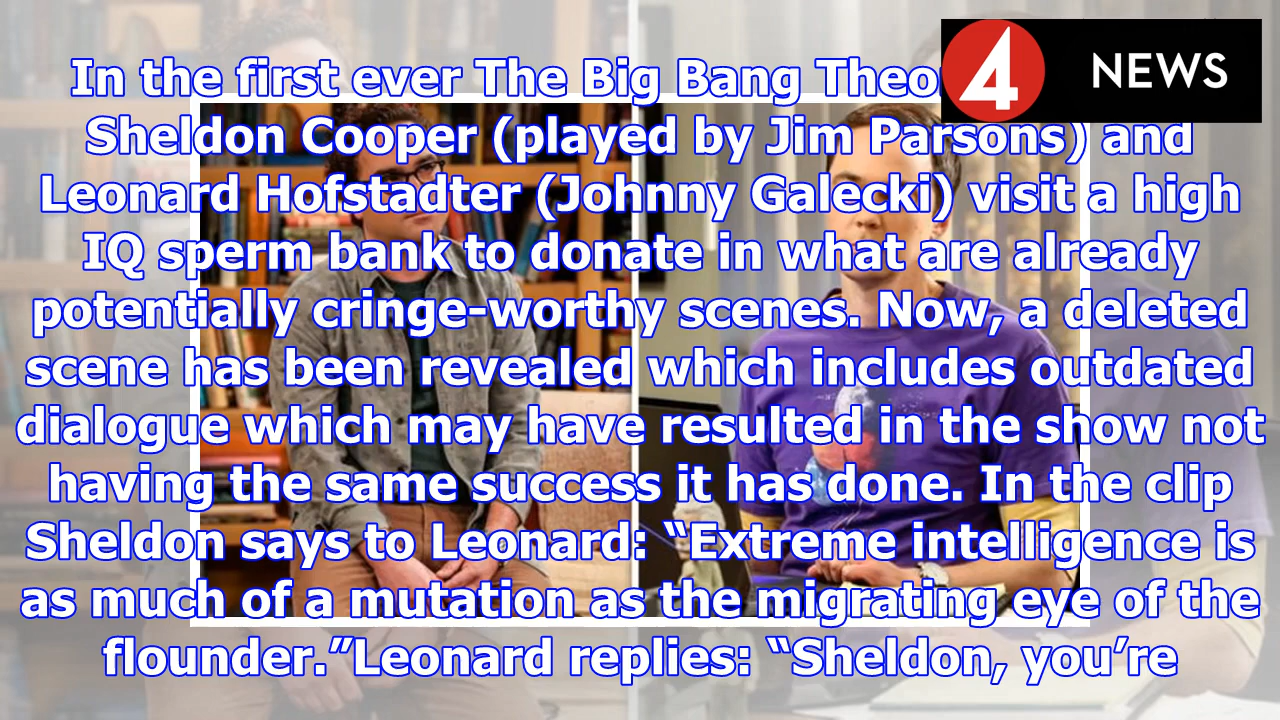 In the first ever The Big Bang Theo
4 NEWS
Sheldon Cooper (played by Jim Parsons) and
Leonard Hofstadter (Johnny Galecki) visit a high
IQ sperm bank to donate in what are already
potentially cringe-worthy scenes. Now, a deleted
scene has been revealed which includes outdated
dialogue which may have resulted in the show not
having the same success it has done. In the clip
Sheldon says to Leonard: “Extreme intelligence is
as much of a mutation as the migrating eye of the
flounder.”Leonard replies: “Sheldon, you’re